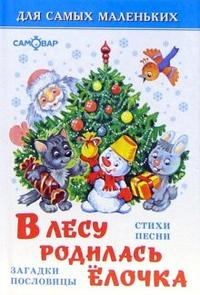 ДЛЯ САМЫХ МАЛЕНЬКИХ
САМОВАР
В ЛЕСУ
СТИХИ
ПЕСНИ
РОДИЛАСЬ
ЗАГАДКИ
ПОСЛОВИЦЫ
ЁЛОЧКА